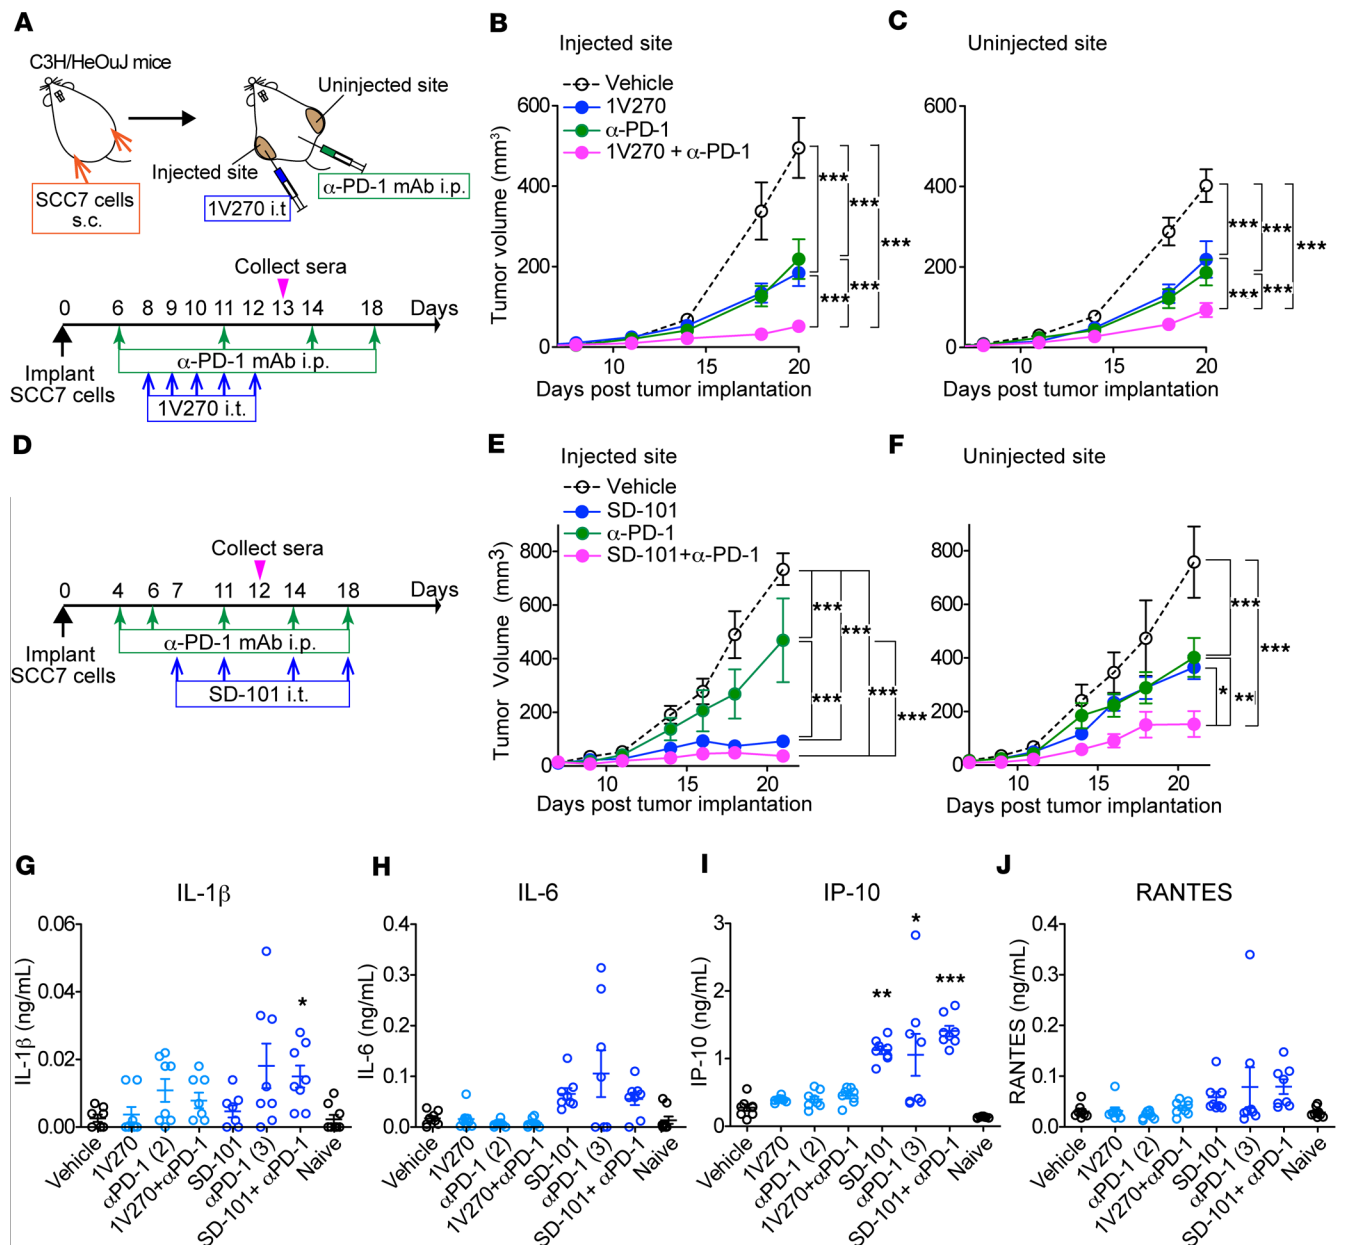 A
C3H/HeOuJ mice
Uninjected site
Injected site
SCC7 cells
s.c.
1V270 i.t
α-PD-1 mAb i.p.
Collect sera
0 6 8 9 10 11 12 13 14 18 Days
α-PD-1 mAb i.p.
Implant
SCC7 cells
1V270 i.t.
B
Injected site
Vehicle
1V270
α-PD-1
1V270 + α-PD-1
Tumor volume (mm3)
600
400
200
0
10 15 20
Days post tumor implantation
***
***
***
***
***
C
Uninjected site
600
400
200
0
10 15 20
Days post tumor implantation
***
***
***
***
***
D
Collect sera
0 4 6 7 11 12 14 18 Days
α-PD-1 mAb i.p.
Implant
SCC7 cells
SD-101 i.t.
E
Injected site
Vehicle
SD-101
α-PD-1
SD-101+α-PD-1
Tumor Volume (mm3)
800
600
400
200
0
10 15 20
Days post tumor implantation
***
***
***
***
***
F
Uninjected site
800
600
400
200
0
10 15 20
Days post tumor implantation
***
***
*
**
G
IL-1β
IL-1β (ng/mL)
0.06
0.04
0.02
0.00
*
Vehicle
1V270
αPD-1 (2)
1V270+αPD-1
SD-101
αPD-1 (3)
SD-101+ αPD-1
Naive
H
IL-6
IL-6 (ng/mL)
0.4
0.3
0.2
0.1
0.0
Vehicle
1V270
αPD-1 (2)
1V270+αPD-1
SD-101
αPD-1 (3)
SD-101+ αPD-1
Naive
I
IP-10
IP-10 (ng/mL)
3
2
1
0
**
*
***
Vehicle
1V270
αPD-1 (2)
1V270+αPD-1
SD-101
αPD-1 (3)
SD-101+ αPD-1
Naive
J
RANTES
RANTES (ng/mL)
0.4
0.3
0.2
0.1
0.0
Vehicle
1V270
αPD-1 (2)
1V270+αPD-1
SD-101
αPD-1 (3)
SD-101+ αPD-1
Naive